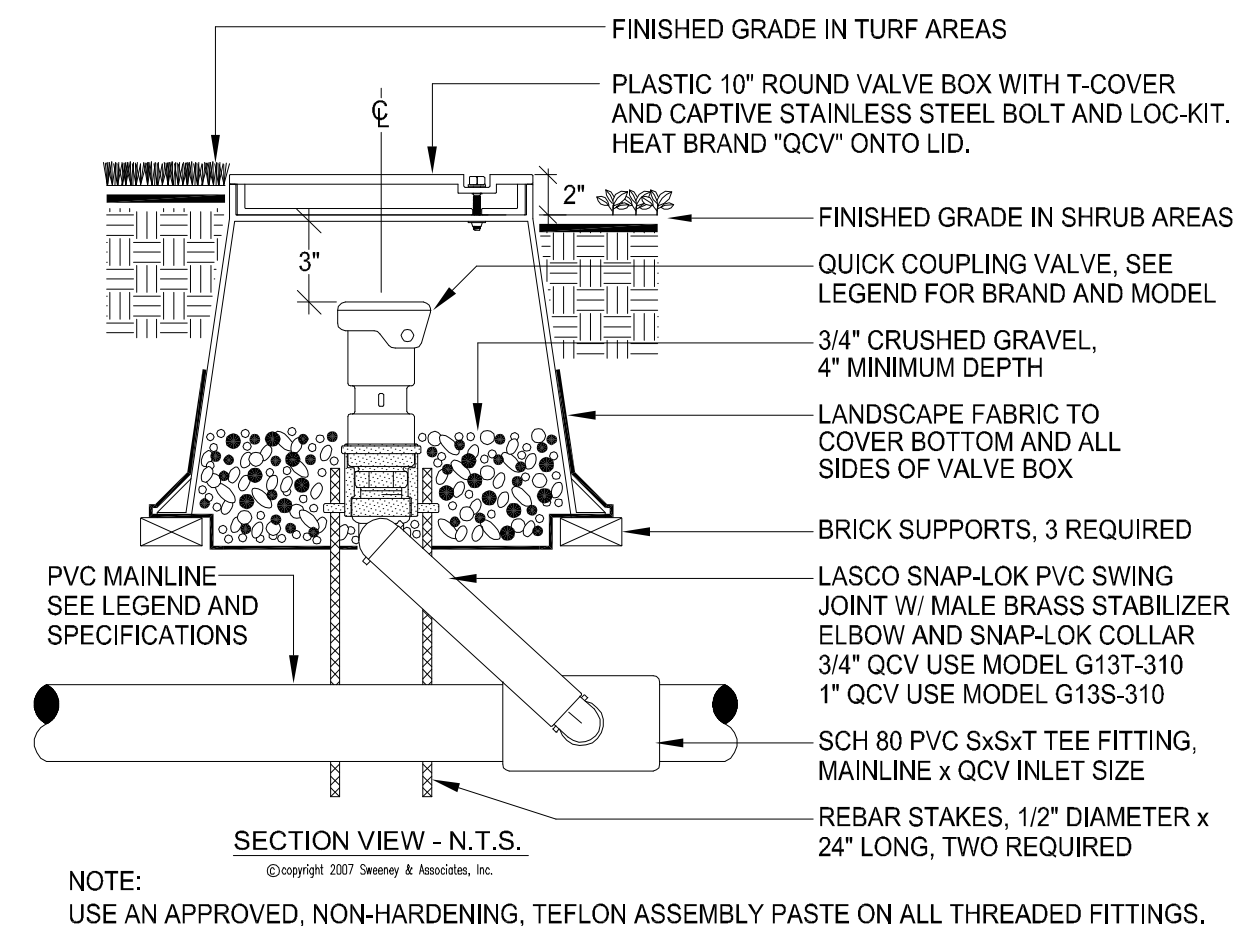 FINISHED GRADE IN TURF AREAS
PLASTIC 10" ROUND VALVE BOX WITH T-COVER
AND CAPTIVE STAINLESS STEEL BOLT AND LOC-KIT.
HEAT BRAND "QCV" ONTO LID.
℄
2"
3"
FINISHED GRADE IN SHRUB AREAS
QUICK COUPLING VALVE, SEE
LEGEND FOR BRAND AND MODEL
3/4" CRUSHED GRAVEL,
4" MINIMUM DEPTH
LANDSCAPE FABRIC TO
COVER BOTTOM AND ALL
SIDES OF VALVE BOX
BRICK SUPPORTS, 3 REQUIRED
PVC MAINLINE
SEE LEGEND AND
SPECIFICATIONS
LASCO SNAP-LOK PVC SWING
JOINT W/ MALE BRASS STABILIZER
ELBOW AND SNAP-LOK COLLAR
3/4" QCV USE MODEL G13T-310
1" QCV USE MODEL G13S-310
SCH 80 PVC SxSxT TEE FITTING,
MAINLINE x QCV INLET SIZE
REBAR STAKES, 1/2" DIAMETER x
24" LONG, TWO REQUIRED
SECTION VIEW - N.T.S.
©copyright 2007 Sweeney & Associates, Inc.
NOTE:
USE AN APPROVED, NON-HARDENING, TEFLON ASSEMBLY PASTE ON ALL THREADED FITTINGS.